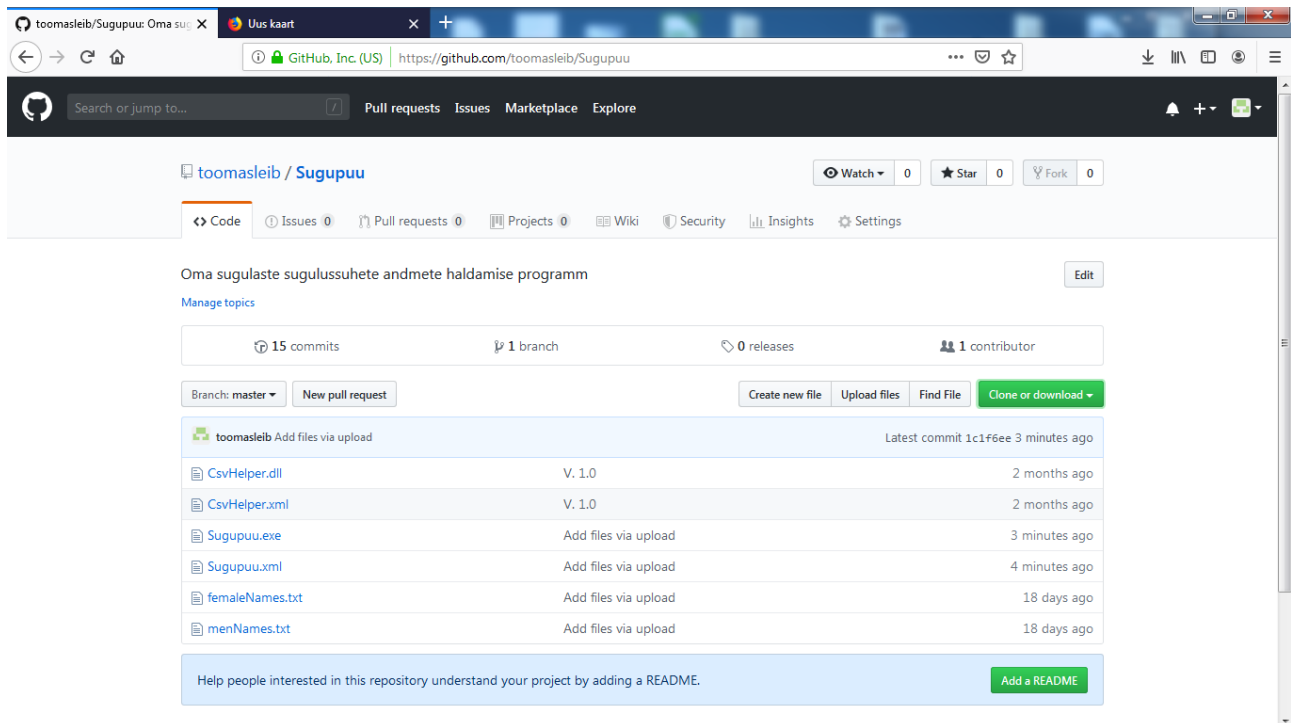 toomasleib/Sugupuu: Oma sug
Uus kaart
GitHub, Inc. (US) https://github.com/toomasleib/Sugupuu
Search or jump to... /
Pull requests Issues Marketplace Explore
toomasleib / Sugupuu
Watch 0 Star 0 Fork 0
Code Issues 0 Pull requests 0 Projects 0 Wiki Security Insights Settings
Oma sugulaste sugulussuhete andmete haldamise programm
Edit
Manage topics
15 commits 1 branch 0 releases 1 contributor
Branch: master New pull request Create new file Upload files Find File Clone or download
toomasleib Add files via upload Latest commit 1c1f6ee 3 minutes ago
CsvHelper.dll V. 1.0 2 months ago
CsvHelper.xml V. 1.0 2 months ago
Sugupuu.exe Add files via upload 3 minutes ago
Sugupuu.xml Add files via upload 4 minutes ago
femaleNames.txt Add files via upload 18 days ago
menNames.txt Add files via upload 18 days ago
Help people interested in this repository understand your project by adding a README. Add a README